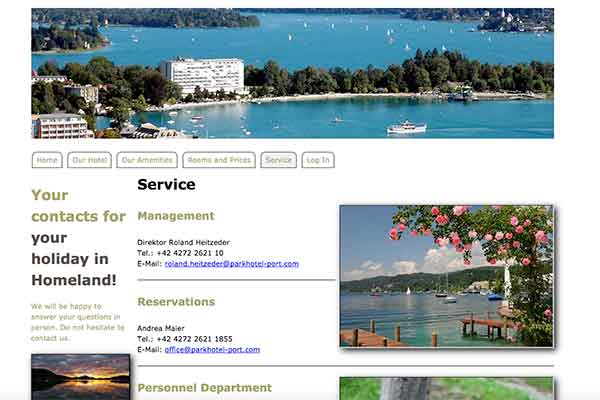 Home Our Hotel Our Amenities Rooms and Prices Service Log In
Your
contacts for
your
holiday in
Homeland!
We will be happy to
answer your questions in
person. Do not hesitate to
contact us.
Service
Management
Direktor Roland Heitzeder
Tel.: +42 4272 2621 10
E-Mail: roland.heitzeder@parkhotel-port.com
Reservations
Andrea Maier
Tel.: +42 4272 2621 1855
E-Mail: office@parkhotel-port.com
Personnel Department